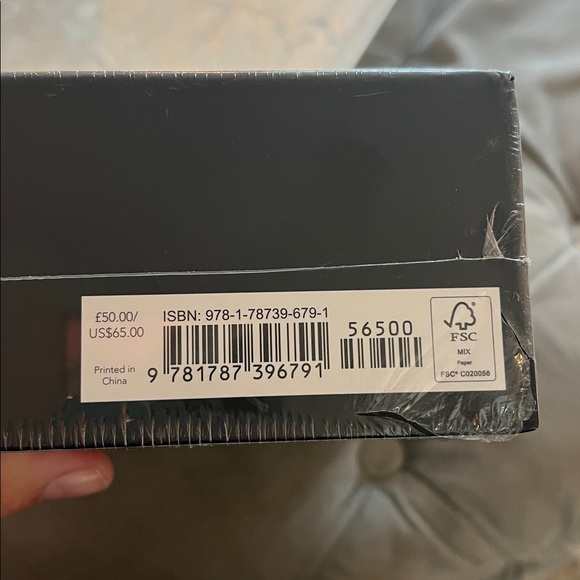 £50.00/
US$65.00
Printed in
China
ISBN: 978-1-78739-679-1
56500
9 781787 396791
FSC
MIX
Paper
FSC® C020056